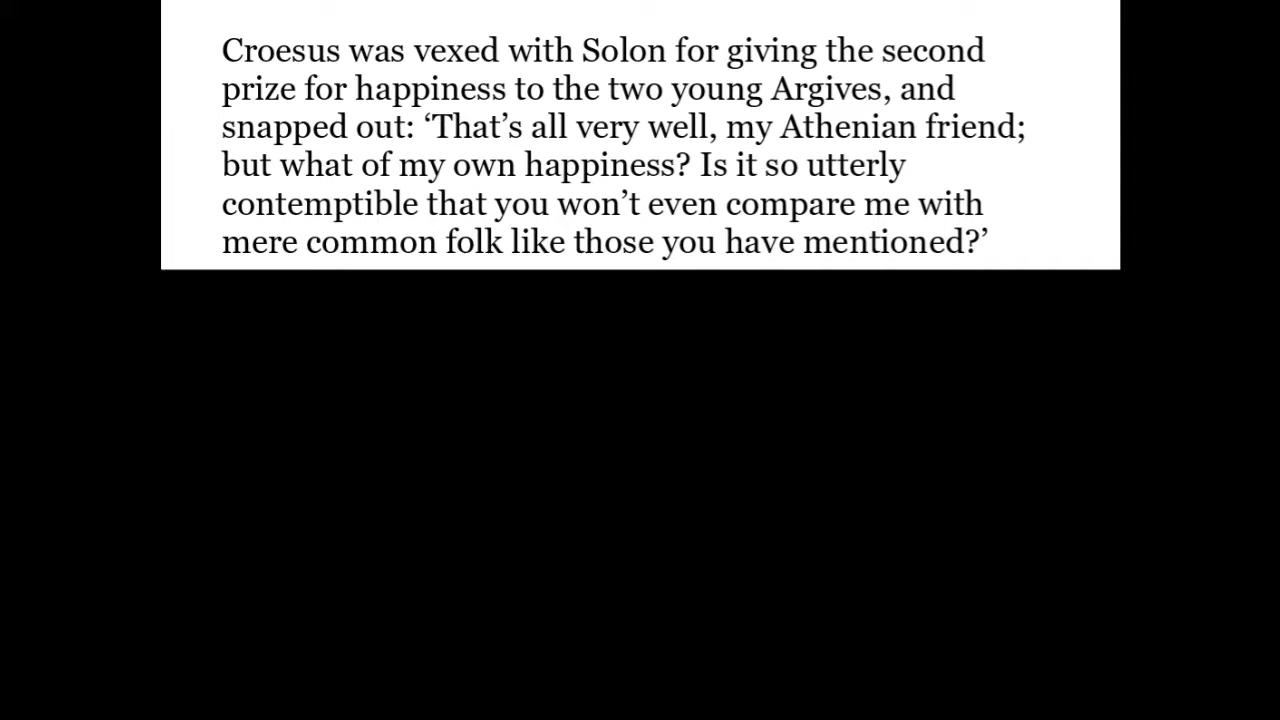 Croesus was vexed with Solon for giving the second
prize for happiness to the two young Argives, and
snapped out: ‘That’s all very well, my Athenian friend;
but what of my own happiness? Is it so utterly
contemptible that you won’t even compare me with
mere common folk like those you have mentioned?’